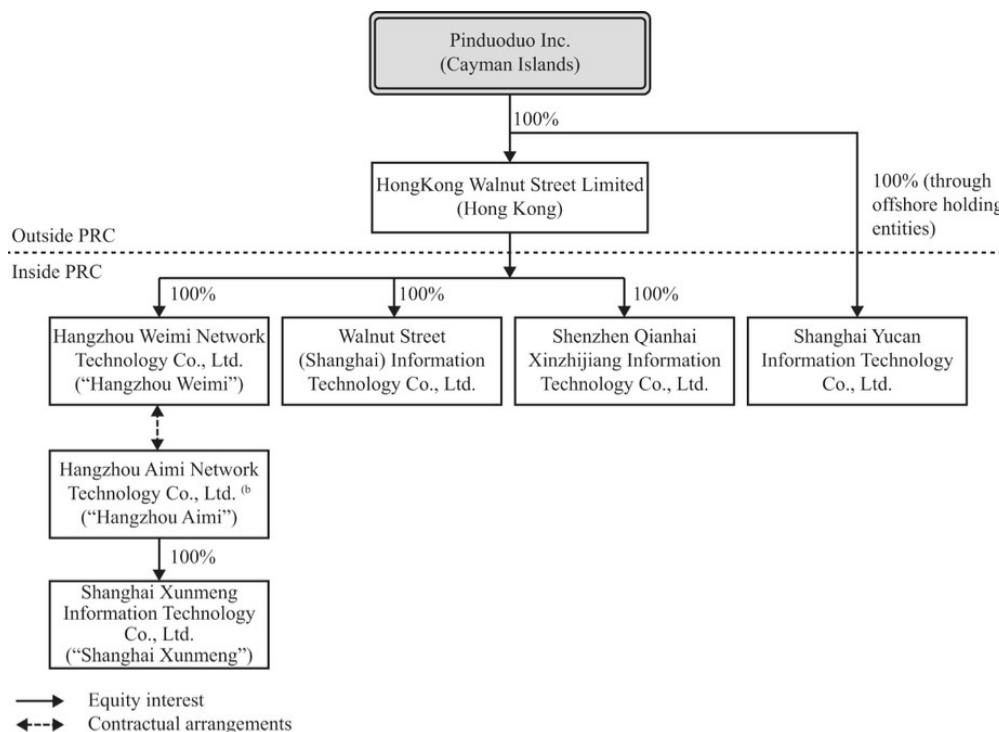 Pinduoduo Inc.
(Cayman Islands)
100%
HongKong Walnut Street Limited
(Hong Kong)
100% (through
offshore holding
entities)
Outside PRC
Inside PRC
100%
100%
100%
Hangzhou Weimi Network
Technology Co., Ltd.
(“Hangzhou Weimi”)
Walnut Street
(Shanghai) Information
Technology Co., Ltd.
Shenzhen Qianhai
Xinzhijiang Information
Technology Co., Ltd.
Shanghai Yucan
Information Technology
Co., Ltd.
Hangzhou Aimi Network
Technology Co., Ltd. (b
(“Hangzhou Aimi”)
100%
Shanghai Xunmeng
Information Technology
Co., Ltd.
(“Shanghai Xunmeng”)
Equity interest
Contractual arrangements